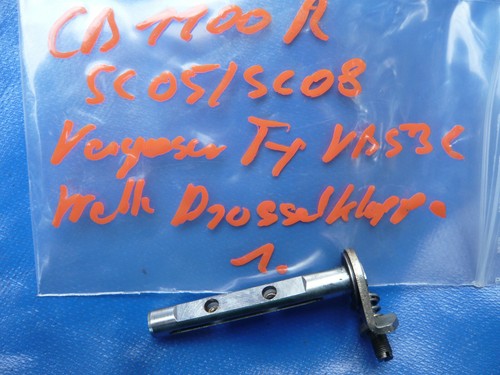 CB 1100 R
SC05/SC08
Vergaser Typ VB53C
Welle Drosselklappe
1.